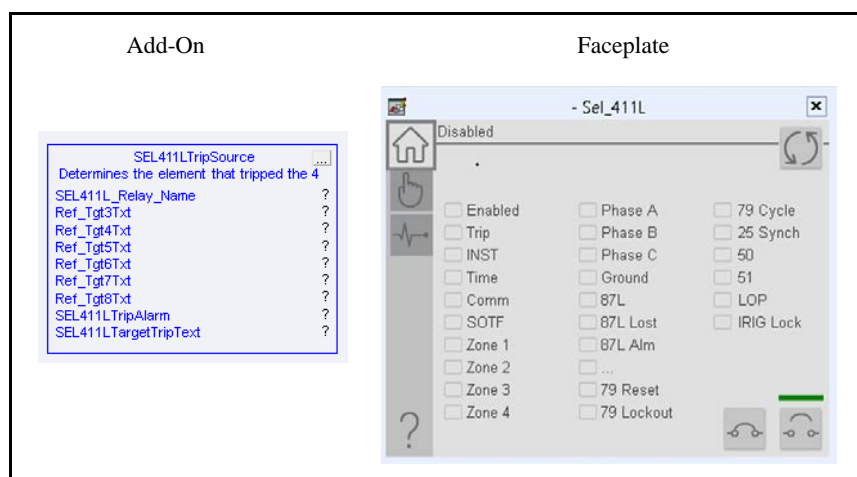 Add-On
Faceplate
SEL411LTripSource ...
Determines the element that tripped the 4
SEL411L_Relay_Name ?
Ref_Tgt3Txt ?
Ref_Tgt4Txt ?
Ref_Tgt5Txt ?
Ref_Tgt6Txt ?
Ref_Tgt7Txt ?
Ref_Tgt8Txt ?
SEL411LTripAlarm ?
SEL411LTargetTripText ?
- Sel_411L
Disabled
.
Enabled
Trip
INST
Time
Comm
SOTF
Zone 1
Zone 2
Zone 3
Zone 4
Phase A
Phase B
Phase C
Ground
87L
87L Lost
87L Alm
...
79 Reset
79 Lockout
79 Cycle
25 Synch
50
51
LOP
IRIG Lock
?